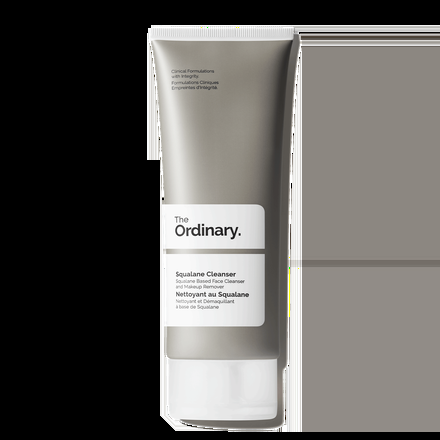 Clinical Formulations
with Integrity.
Formulations Cliniques
Empreintes d'Intégrité.
The
Ordinary.
Squalane Cleanser
Squalane Based Face Cleanser
and Makeup Remover
Nettoyant au Squalane
Nettoyant et Démaquillant
à base de Squalane